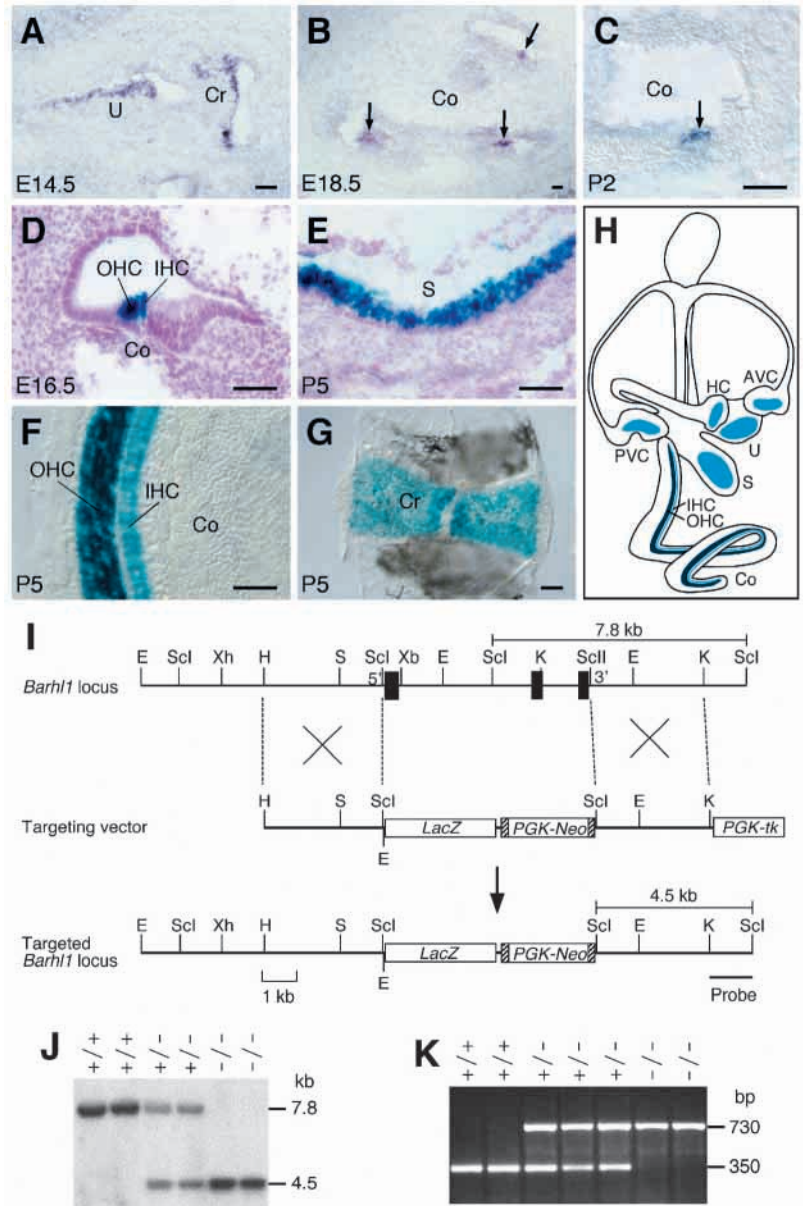 A
U
Cr
E14.5
B
Co
E18.5
C
Co
P2
D
OHC IHC
Co
E16.5
E
S
P5
F
OHC
IHC
Co
P5
G
Cr
P5
H
HC AVC
PVC U
S
IHC
OHC
Co
I
7.8 kb
E ScI Xh H S ScI Xb E ScI K ScII E K ScI
5' 3'
Barhl1 locus
H S ScI ScI E K
Targeting vector LacZ PGK-Neo PGK-tk
E
4.5 kb
E ScI Xh H S ScI ScI E K ScI
Targeted
Barhl1 locus
LacZ PGK-Neo
E
1 kb
Probe
J
+/+ +/+ -/+ -/+ -/- -/-
kb
7.8
4.5
K
+/+ +/+ -/+ -/+ -/+ -/- -/-
bp
730
350